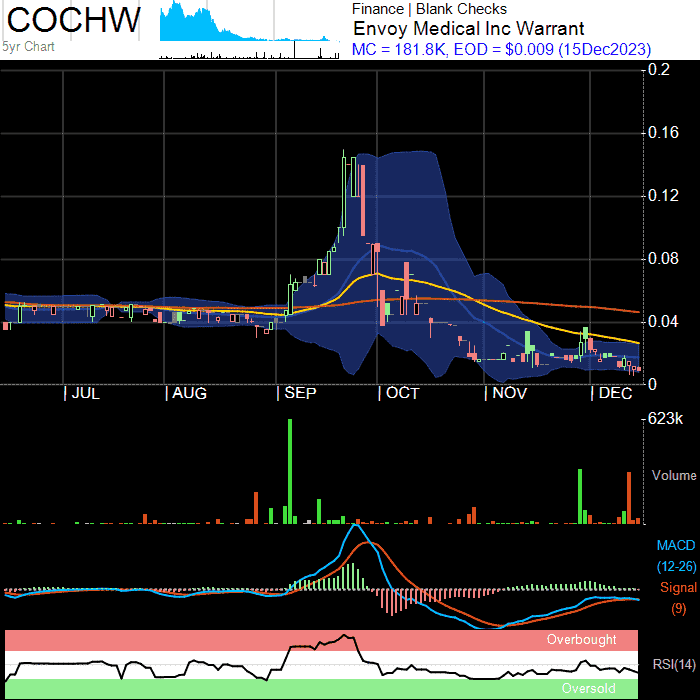 COCHW
5yr Chart
Finance | Blank Checks
Envoy Medical Inc Warrant
MC = 181.8K, EOD = $0.009 (15Dec2023)
0.2
0.16
0.12
0.08
0.04
0
JUL AUG SEP OCT NOV DEC
623k
Volume
MACD
(12-26)
Signal
(9)
Overbought
RSI(14)
Oversold